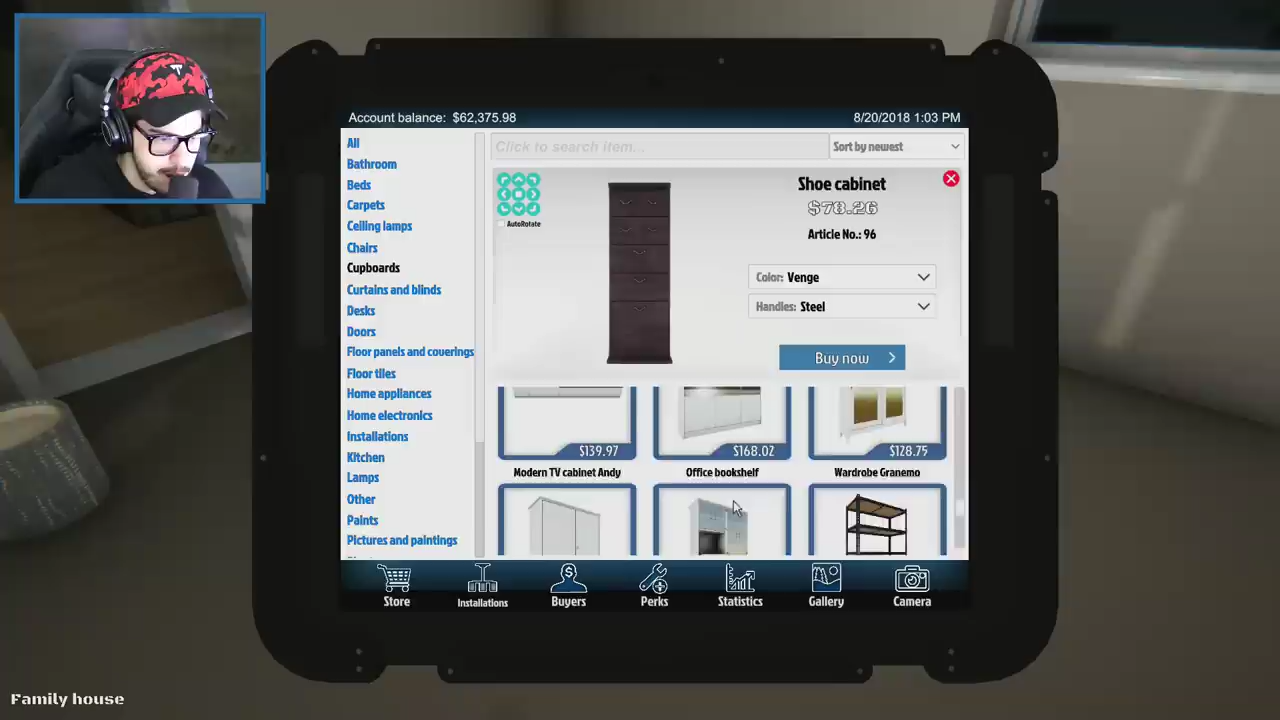 Account balance: $62,375.98
8/20/2018 1:03 PM
All
Bathroom
Beds
Carpets
Ceiling lamps
Chairs
Cupboards
Curtains and blinds
Desks
Doors
Floor panels and coverings
Floor tiles
Home appliances
Home electronics
Installations
Kitchen
Lamps
Other
Paints
Pictures and paintings
Click to search item...
Sort by newest
AutoRotate
Shoe cabinet
$78.26
Article No.: 96
Color: Venge
Handles: Steel
Buy now
$139.97
$168.02
$128.75
Modern TV cabinet Andy
Office bookshelf
Wardrobe Granemo
Store
Installations
Buyers
Perks
Statistics
Gallery
Camera
Family house